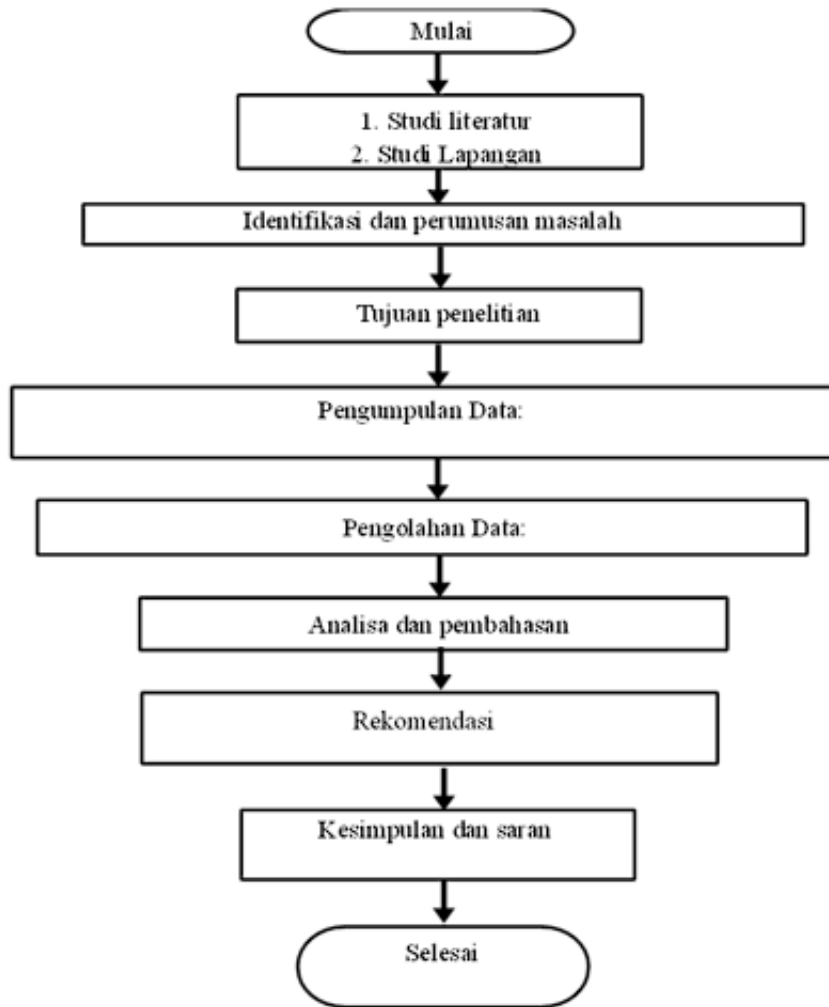 Mulai
1. Studi literatur
2. Studi Lapangan
Identifikasi dan perumusan masalah
Tujuan penelitian
Pengumpulan Data:
Pengolahan Data:
Analisa dan pembahasan
Rekomendasi
Kesimpulan dan saran
Selesai